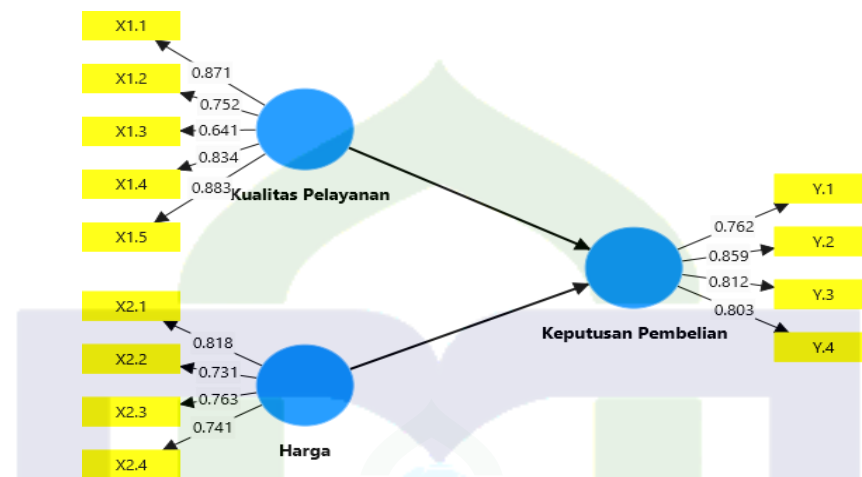 X1.1
0.871
X1.2
0.752
X1.3
0.641
X1.4
0.834
X1.5
0.883
Kualitas Pelayanan
X2.1
0.818
X2.2
0.731
X2.3
0.763
X2.4
0.741
Harga
Y.1
0.762
Y.2
0.859
Y.3
0.812
Y.4
0.803
Keputusan Pembelian